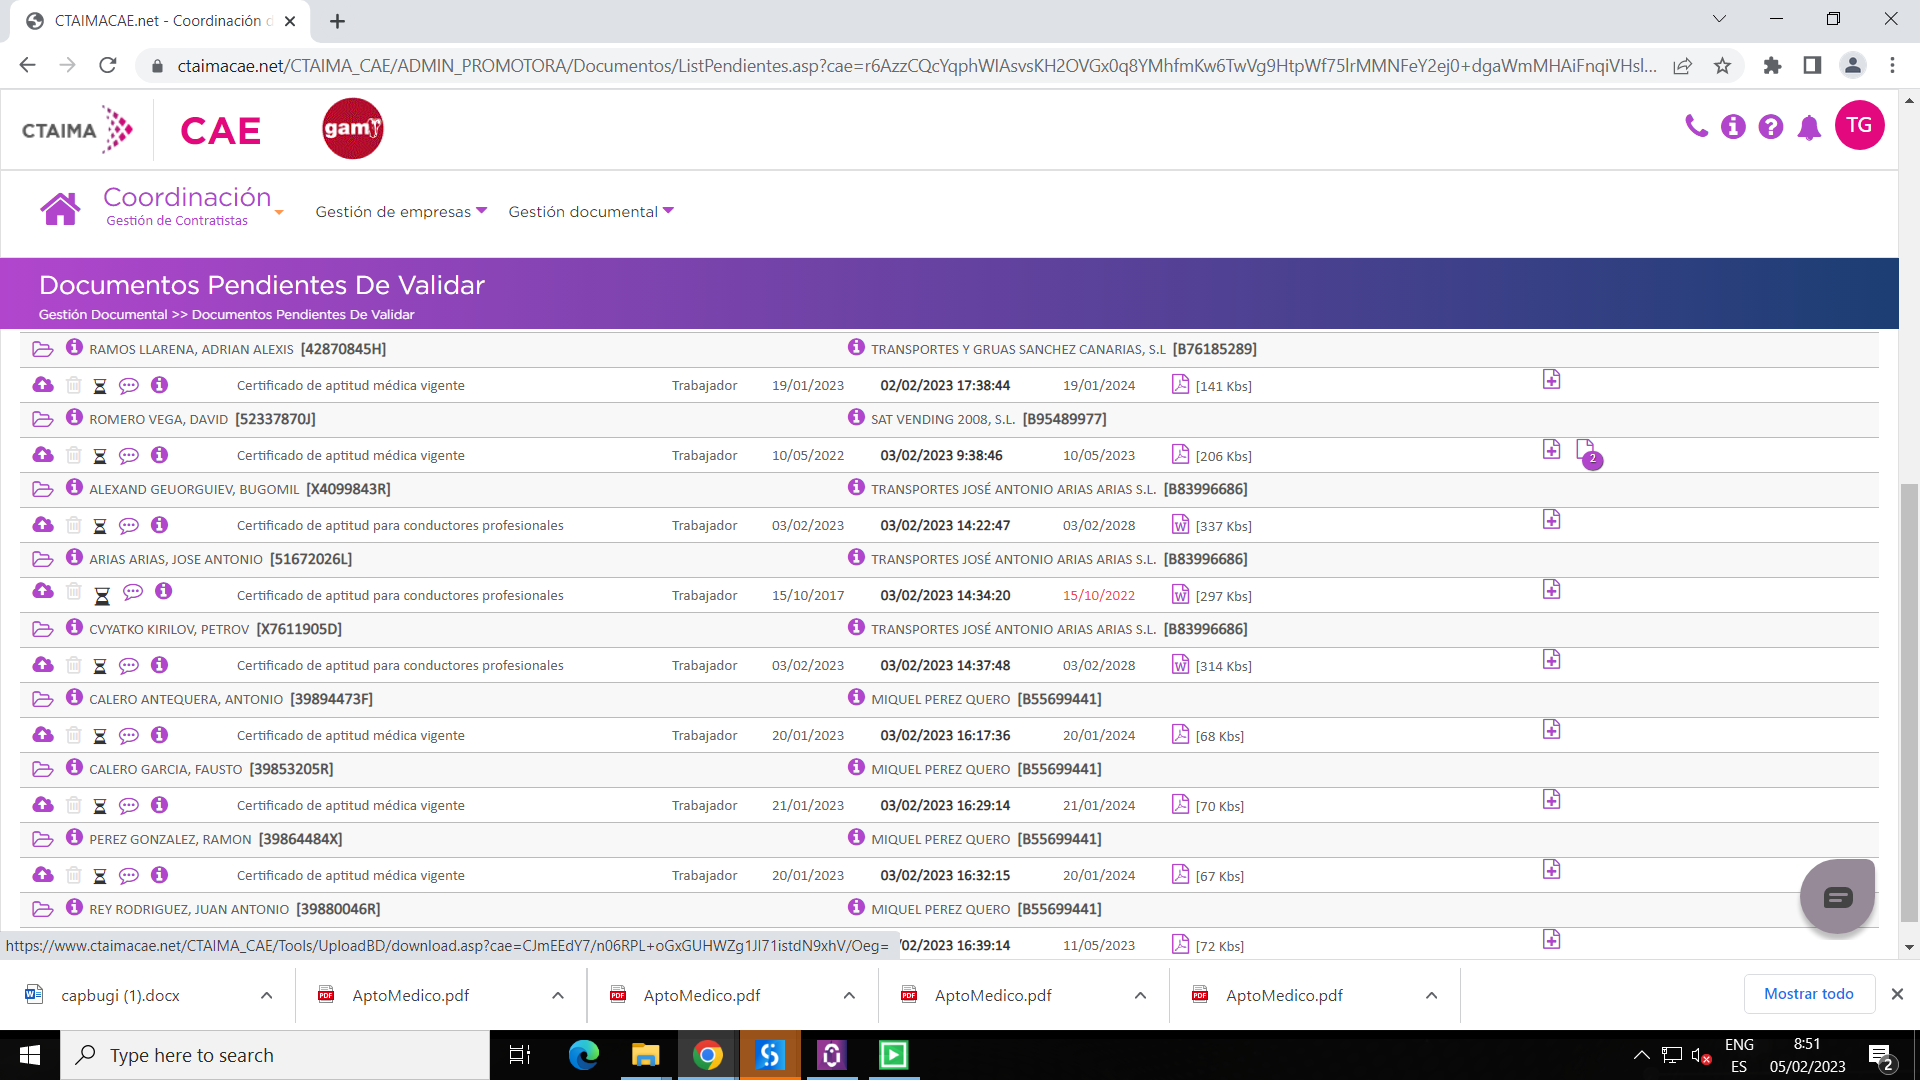 CTAIMACAE.net - Coordinación d
ctaimacae.net/CTAIMA_CAE/ADMIN_PROMOTORA/Documentos/ListPendientes.asp?cae=r6AzzCQcYqphWIAsvsKH2OVGx0q8YMhfmKw6TwVg9HtpWf75lrMMNFeY2ej0+dgaWmMHAiFnqiVHsl...
CTAIMA CAE gam TG
Coordinación
Gestión de Contratistas
Gestión de empresas Gestión documental
Documentos Pendientes De Validar
Gestión Documental >> Documentos Pendientes De Validar
RAMOS LLARENA, ADRIAN ALEXIS [42870845H] TRANSPORTES Y GRUAS SANCHEZ CANARIAS, S.L [B76185289]
Certificado de aptitud médica vigente Trabajador 19/01/2023 02/02/2023 17:38:44 19/01/2024 [141 Kbs]
ROMERO VEGA, DAVID [52337870J] SAT VENDING 2008, S.L. [B95489977]
Certificado de aptitud médica vigente Trabajador 10/05/2022 03/02/2023 9:38:46 10/05/2023 [206 Kbs] 2
ALEXAND GEUORGUIEV, BUGOMIL [X4099843R] TRANSPORTES JOSÉ ANTONIO ARIAS ARIAS S.L. [B83996686]
Certificado de aptitud para conductores profesionales Trabajador 03/02/2023 03/02/2023 14:22:47 03/02/2028 [337 Kbs]
ARIAS ARIAS, JOSE ANTONIO [51672026L] TRANSPORTES JOSÉ ANTONIO ARIAS ARIAS S.L. [B83996686]
Certificado de aptitud para conductores profesionales Trabajador 15/10/2017 03/02/2023 14:34:20 15/10/2022 [297 Kbs]
CVYATKO KIRILOV, PETROV [X7611905D] TRANSPORTES JOSÉ ANTONIO ARIAS ARIAS S.L. [B83996686]
Certificado de aptitud para conductores profesionales Trabajador 03/02/2023 03/02/2023 14:37:48 03/02/2028 [314 Kbs]
CALERO ANTEQUERA, ANTONIO [39894473F] MIQUEL PEREZ QUERO [B55699441]
Certificado de aptitud médica vigente Trabajador 20/01/2023 03/02/2023 16:17:36 20/01/2024 [68 Kbs]
CALERO GARCIA, FAUSTO [39853205R] MIQUEL PEREZ QUERO [B55699441]
Certificado de aptitud médica vigente Trabajador 21/01/2023 03/02/2023 16:29:14 21/01/2024 [70 Kbs]
PEREZ GONZALEZ, RAMON [39864484X] MIQUEL PEREZ QUERO [B55699441]
Certificado de aptitud médica vigente Trabajador 20/01/2023 03/02/2023 16:32:15 20/01/2024 [67 Kbs]
REY RODRIGUEZ, JUAN ANTONIO [39880046R] MIQUEL PEREZ QUERO [B55699441]
https://www.ctaimacae.net/CTAIMA_CAE/Tools/UploadBD/download.asp?cae=CJmEEdY7/n06RPL+oGxGUHWZg1JI71istdN9xhV/Oeg= /02/2023 16:39:14 11/05/2023 [72 Kbs]
capbugi (1).docx AptoMedico.pdf AptoMedico.pdf AptoMedico.pdf AptoMedico.pdf Mostrar todo
Type here to search
ENG
ES
8:51
05/02/2023
2